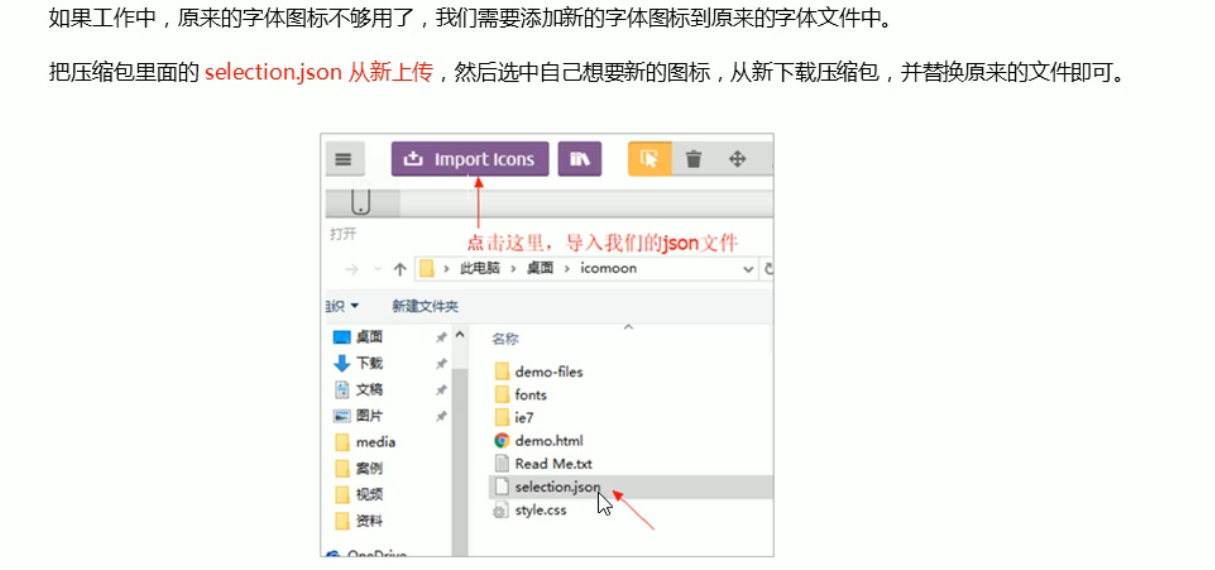 如果工作中，原来的字体图标不够用了，我们需要添加新的字体图标到原来的字体文件中。
把压缩包里面的 selection.json 从新上传，然后选中自己想要新的图标，从新下载压缩包，并替换原来的文件即可。
Import Icons
打开
点击这里，导入我们的json文件
此电脑 › 桌面 › icomoon
组织 新建文件夹
名称
桌面
下载
文稿
图片
media
案例
视频
资料
OneDrive
demo-files
fonts
ie7
demo.html
Read Me.txt
selection.json
style.css